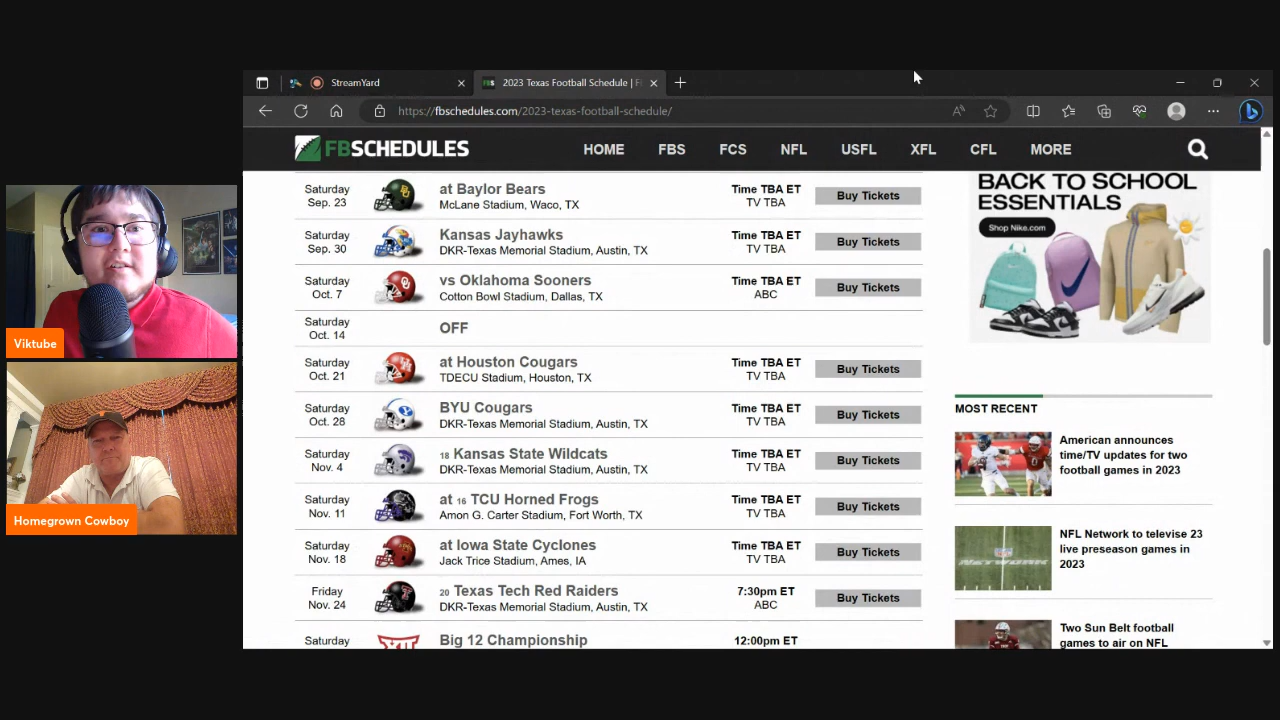 StreamYard
2023 Texas Football Schedule | F
https://fbschedules.com/2023-texas-football-schedule/
FBSCHEDULES
HOME FBS FCS NFL USFL XFL CFL MORE
Saturday
Sep. 23
at Baylor Bears
McLane Stadium, Waco, TX
Time TBA ET
TV TBA
Buy Tickets
Saturday
Sep. 30
Kansas Jayhawks
DKR-Texas Memorial Stadium, Austin, TX
Time TBA ET
TV TBA
Buy Tickets
Saturday
Oct. 7
vs Oklahoma Sooners
Cotton Bowl Stadium, Dallas, TX
Time TBA ET
ABC
Buy Tickets
Saturday
Oct. 14
OFF
Saturday
Oct. 21
at Houston Cougars
TDECU Stadium, Houston, TX
Time TBA ET
TV TBA
Buy Tickets
Saturday
Oct. 28
BYU Cougars
DKR-Texas Memorial Stadium, Austin, TX
Time TBA ET
TV TBA
Buy Tickets
Saturday
Nov. 4
18 Kansas State Wildcats
DKR-Texas Memorial Stadium, Austin, TX
Time TBA ET
TV TBA
Buy Tickets
Saturday
Nov. 11
at 16 TCU Horned Frogs
Amon G. Carter Stadium, Fort Worth, TX
Time TBA ET
TV TBA
Buy Tickets
Saturday
Nov. 18
at Iowa State Cyclones
Jack Trice Stadium, Ames, IA
Time TBA ET
TV TBA
Buy Tickets
Friday
Nov. 24
20 Texas Tech Red Raiders
DKR-Texas Memorial Stadium, Austin, TX
7:30pm ET
ABC
Buy Tickets
Saturday
Big 12 Championship
12:00pm ET
BACK TO SCHOOL
ESSENTIALS
Shop Nike.com
MOST RECENT
American announces
time/TV updates for two
football games in 2023
NFL Network to televise 23
live preseason games in
2023
Two Sun Belt football
games to air on NFL
Viktube
Homegrown Cowboy